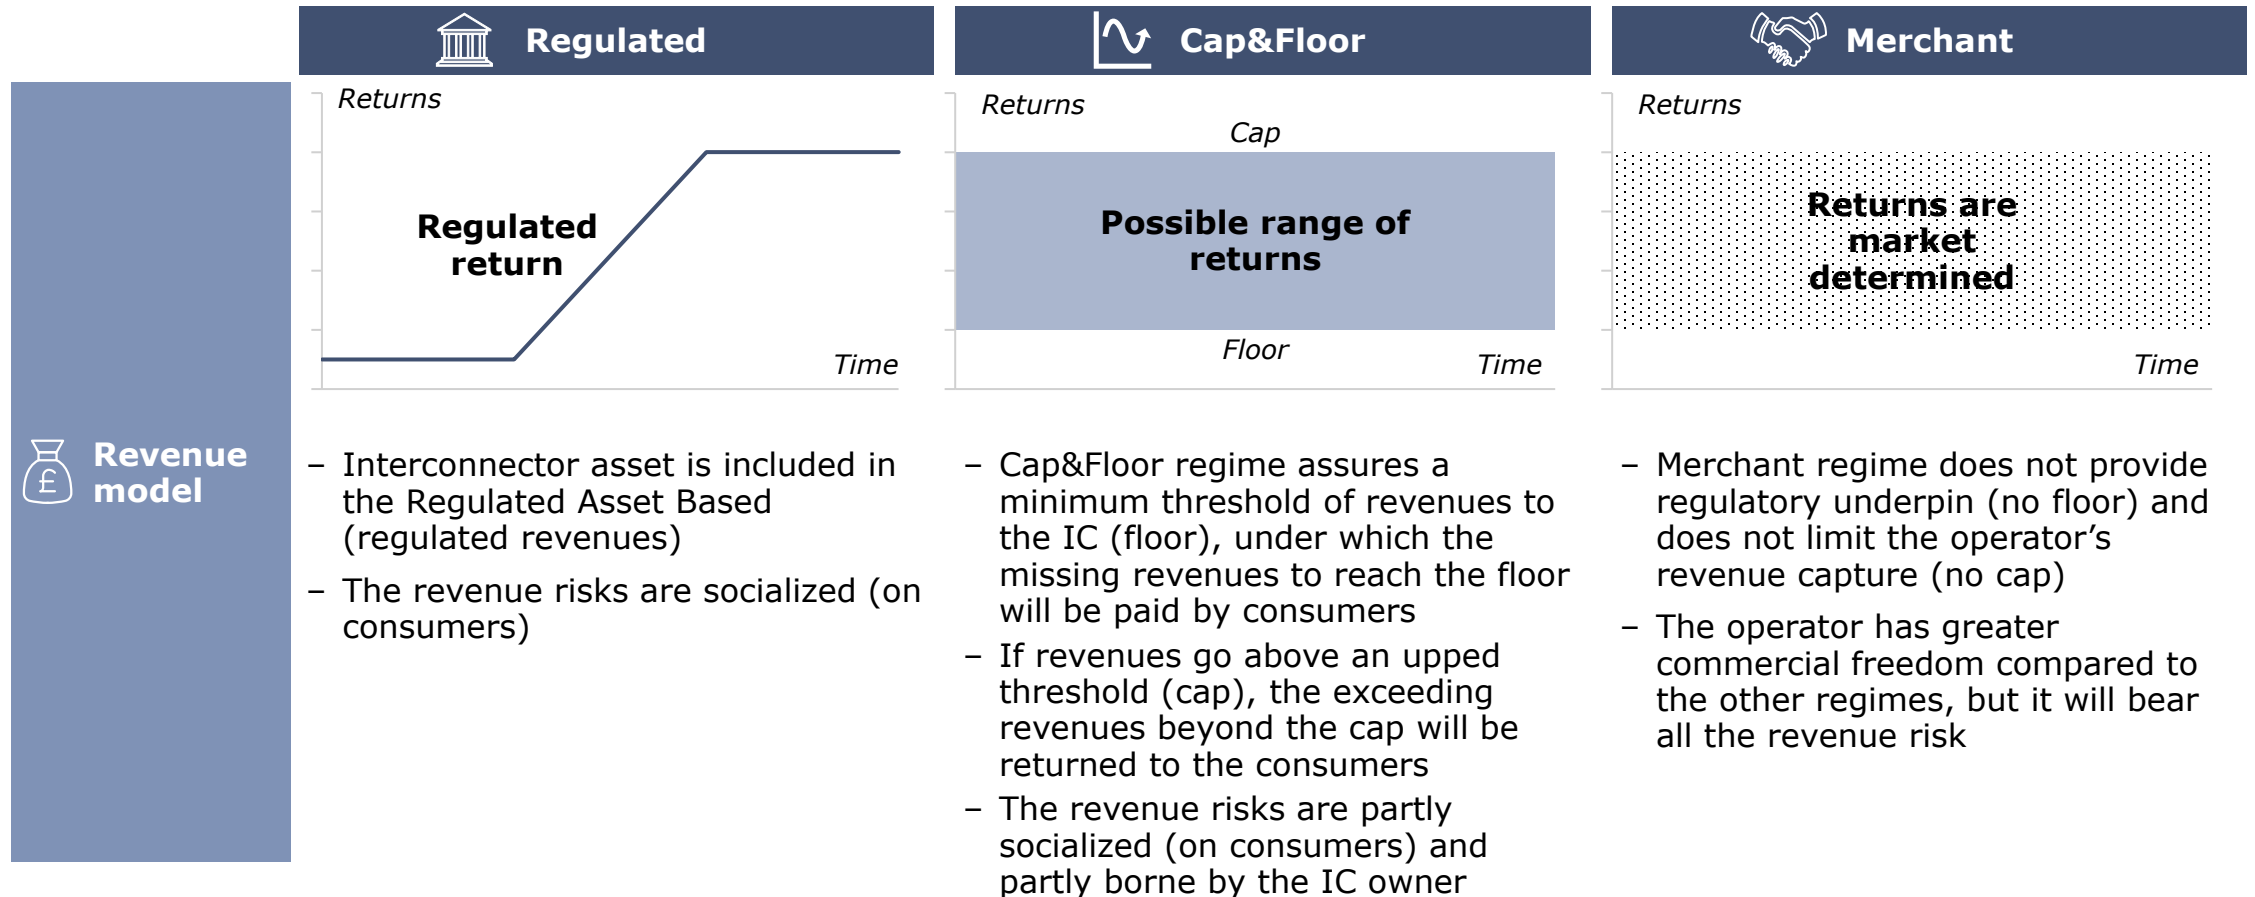 Regulated
Cap&Floor
Merchant
Revenue
model
£
Returns
Regulated
return
Time
– Interconnector asset is included in
the Regulated Asset Based
(regulated revenues)
– The revenue risks are socialized (on
consumers)
Returns
Cap
Possible range of
returns
Floor
Time
– Cap&Floor regime assures a
minimum threshold of revenues to
the IC (floor), under which the
missing revenues to reach the floor
will be paid by consumers
– If revenues go above an upped
threshold (cap), the exceeding
revenues beyond the cap will be
returned to the consumers
– The revenue risks are partly
socialized (on consumers) and
partly borne by the IC owner
Returns
Returns are
market
determined
Time
– Merchant regime does not provide
regulatory underpin (no floor) and
does not limit the operator’s
revenue capture (no cap)
– The operator has greater
commercial freedom compared to
the other regimes, but it will bear
all the revenue risk